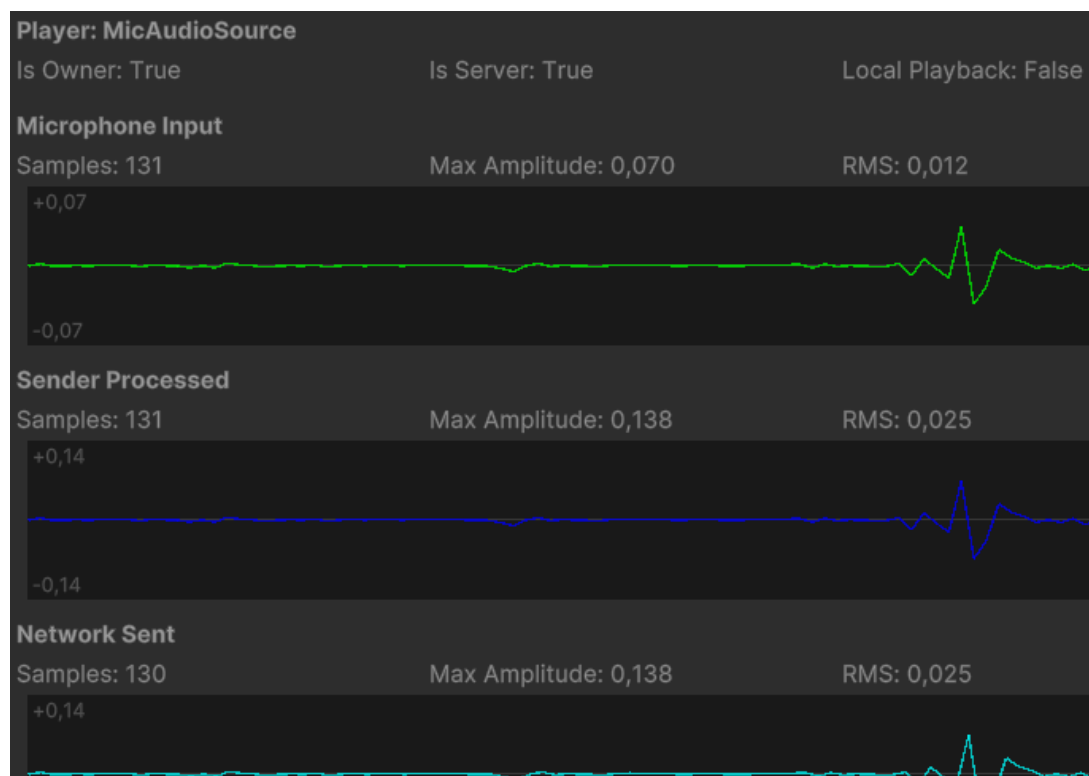 Player: MicAudioSource
Is Owner: True Is Server: True Local Playback: False
Microphone Input
Samples: 131 Max Amplitude: 0,070 RMS: 0,012
+0,07
-0,07
Sender Processed
Samples: 131 Max Amplitude: 0,138 RMS: 0,025
+0,14
-0,14
Network Sent
Samples: 130 Max Amplitude: 0,138 RMS: 0,025
+0,14